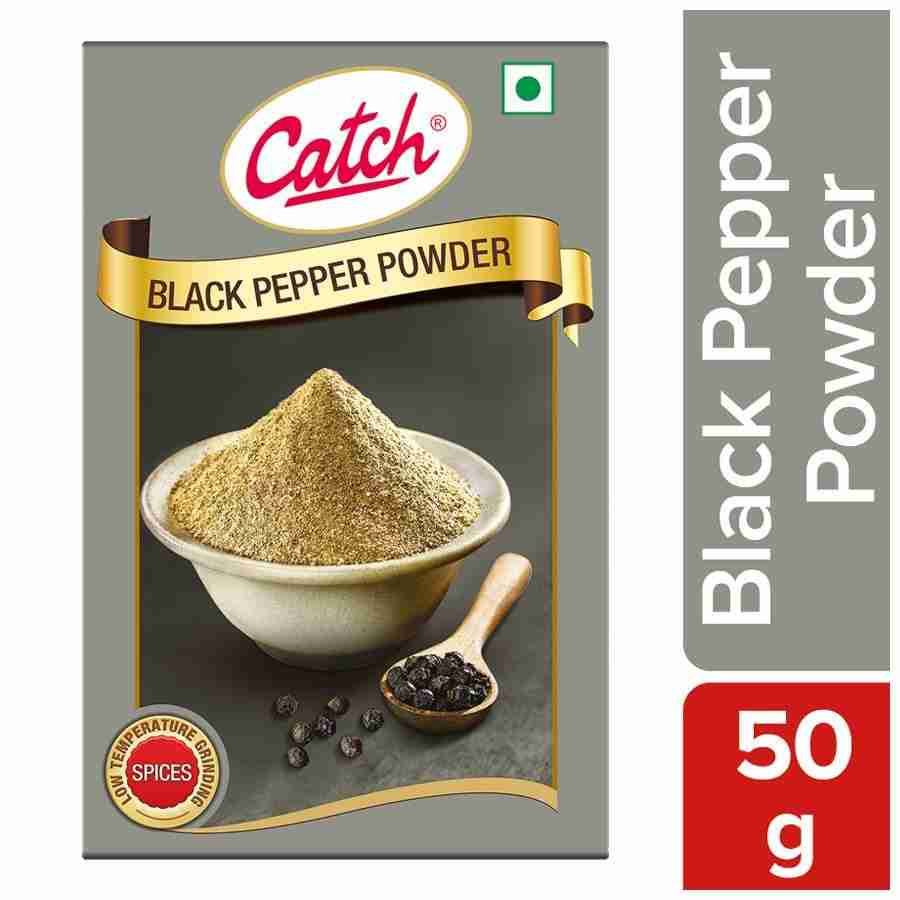 Catch®
BLACK PEPPER POWDER
LOW TEMPERATURE GRINDING
SPICES
Black Pepper
Powder
50
g